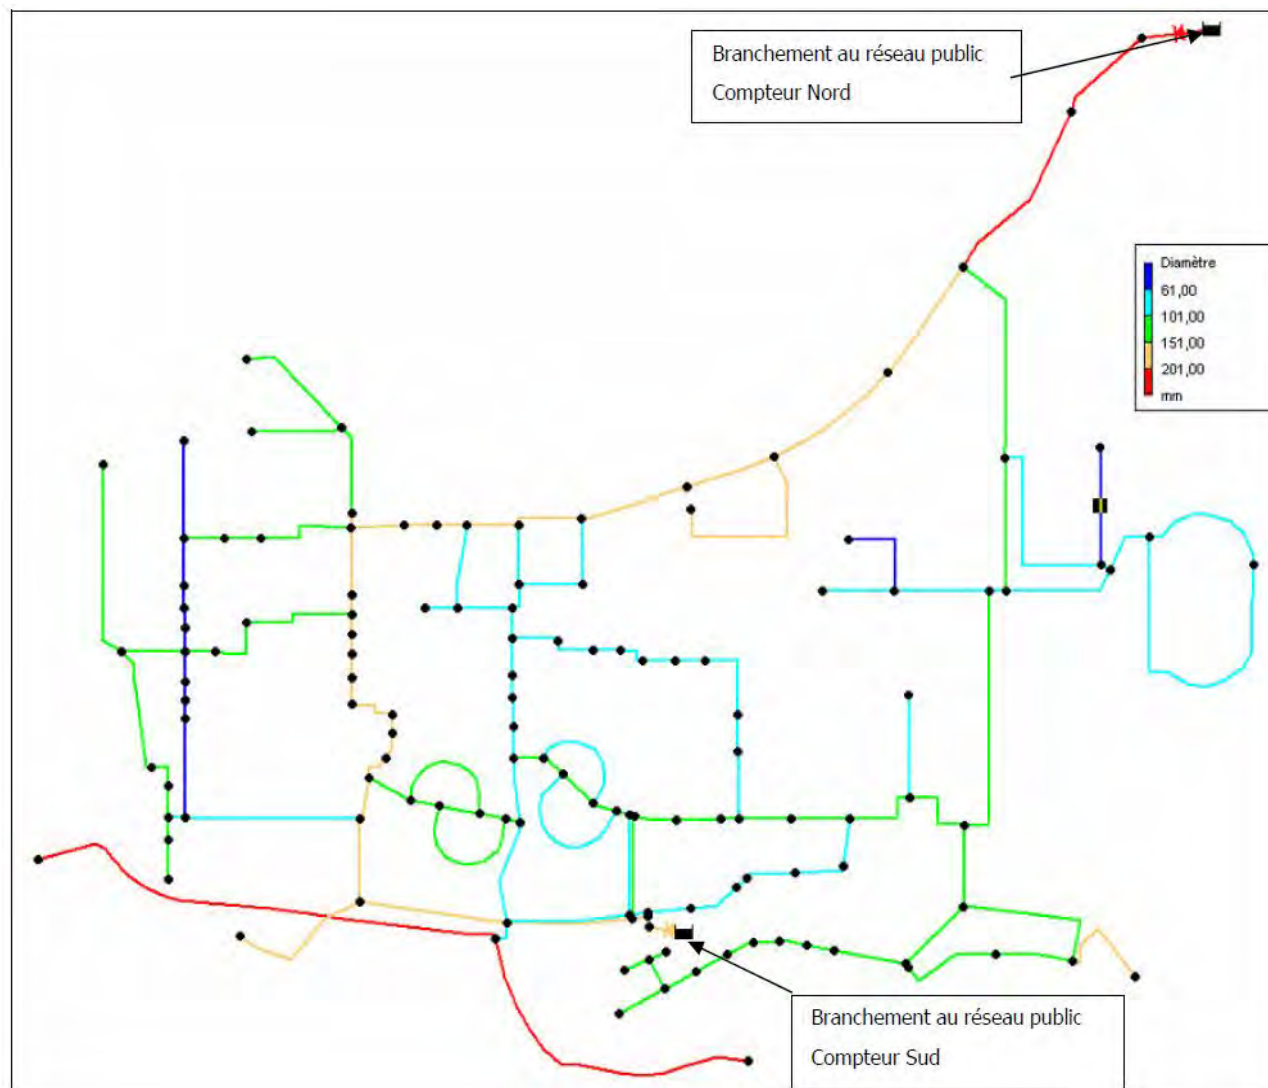 Branchement au réseau public
Compteur Nord
Diamètre
61,00
101,00
151,00
201,00
mm
Branchement au réseau public
Compteur Sud